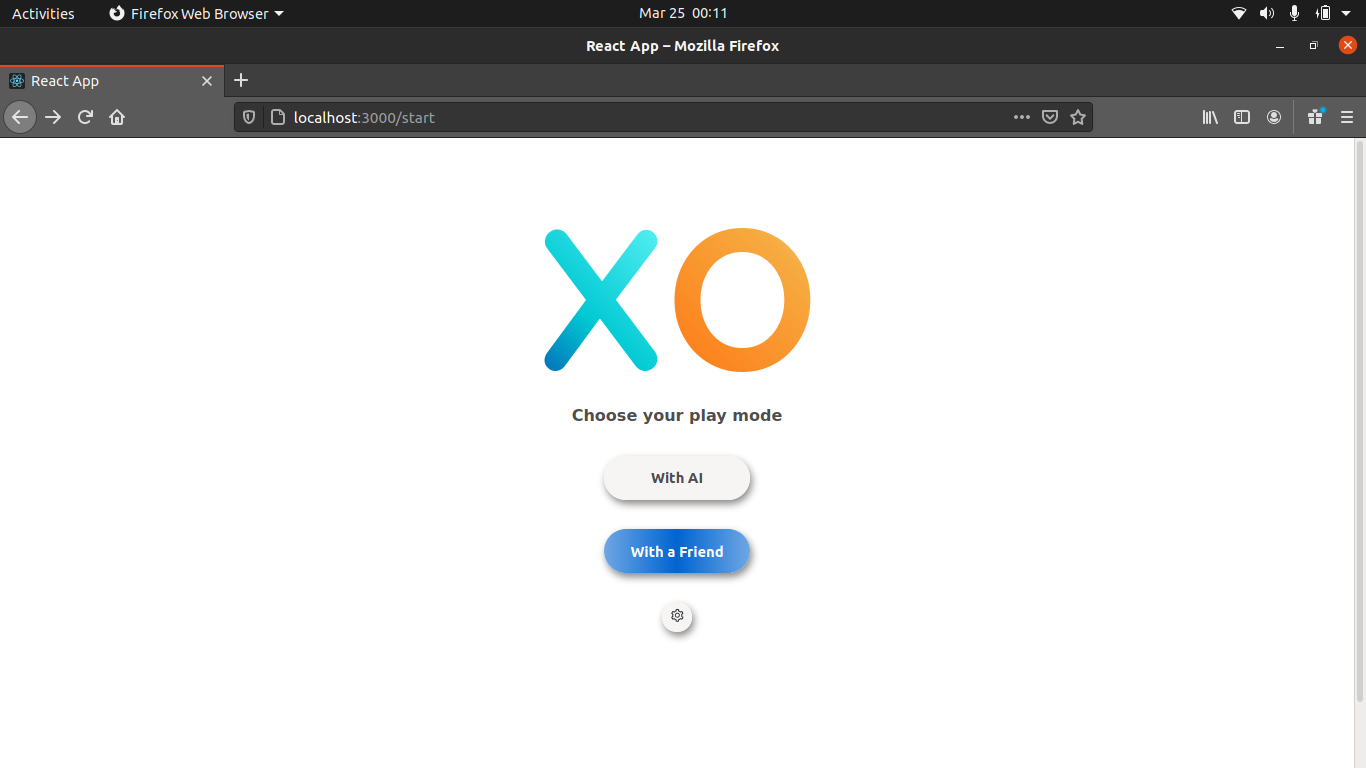 Activities Firefox Web Browser Mar 25 00:11
React App – Mozilla Firefox
React App
localhost:3000/start
XO
Choose your play mode
With AI
With a Friend